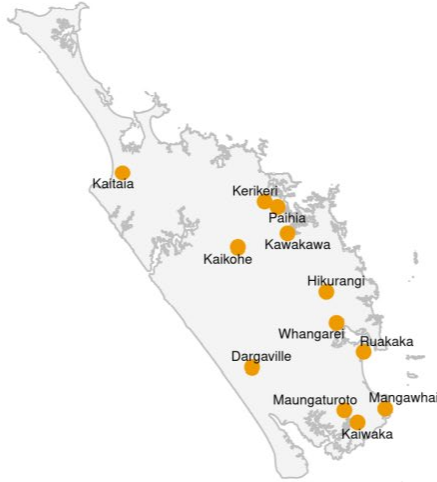 Kaitaia
Kerikeri
Paihia
Kawakawa
Kaikohe
Hikurangi
Whangarei
Ruakaka
Dargaville
Maungaturoto
Mangawhai
Kaiwaka